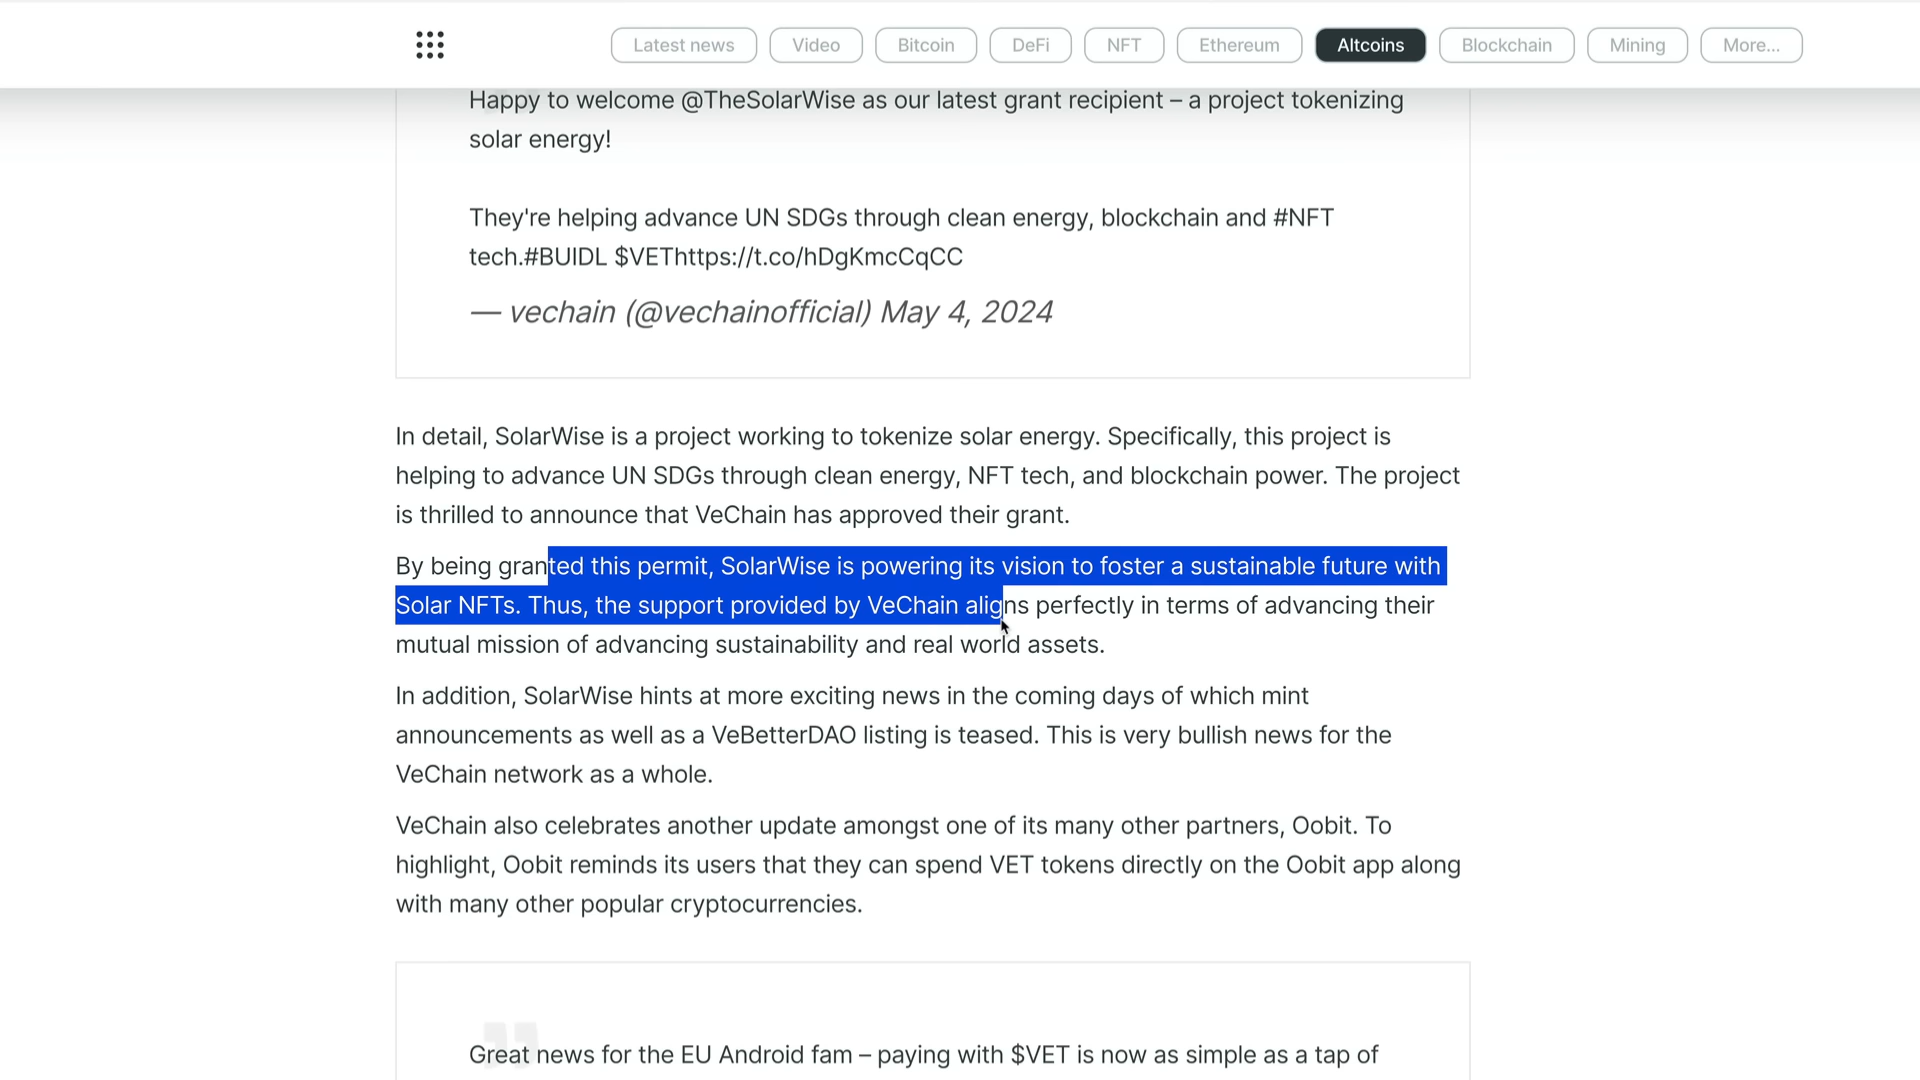 Latest news
Video
Bitcoin
DeFi
NFT
Ethereum
Altcoins
Blockchain
Mining
More...
Happy to welcome @TheSolarWise as our latest grant recipient – a project tokenizing
solar energy!
They're helping advance UN SDGs through clean energy, blockchain and #NFT
tech.#BUIDL $VEThttps://t.co/hDgKmcCqCC
— vechain (@vechainofficial) May 4, 2024
In detail, SolarWise is a project working to tokenize solar energy. Specifically, this project is
helping to advance UN SDGs through clean energy, NFT tech, and blockchain power. The project
is thrilled to announce that VeChain has approved their grant.
By being granted this permit, SolarWise is powering its vision to foster a sustainable future with
Solar NFTs. Thus, the support provided by VeChain aligns perfectly in terms of advancing their
mutual mission of advancing sustainability and real world assets.
In addition, SolarWise hints at more exciting news in the coming days of which mint
announcements as well as a VeBetterDAO listing is teased. This is very bullish news for the
VeChain network as a whole.
VeChain also celebrates another update amongst one of its many other partners, Oobit. To
highlight, Oobit reminds its users that they can spend VET tokens directly on the Oobit app along
with many other popular cryptocurrencies.
Great news for the EU Android fam – paying with $VET is now as simple as a tap of